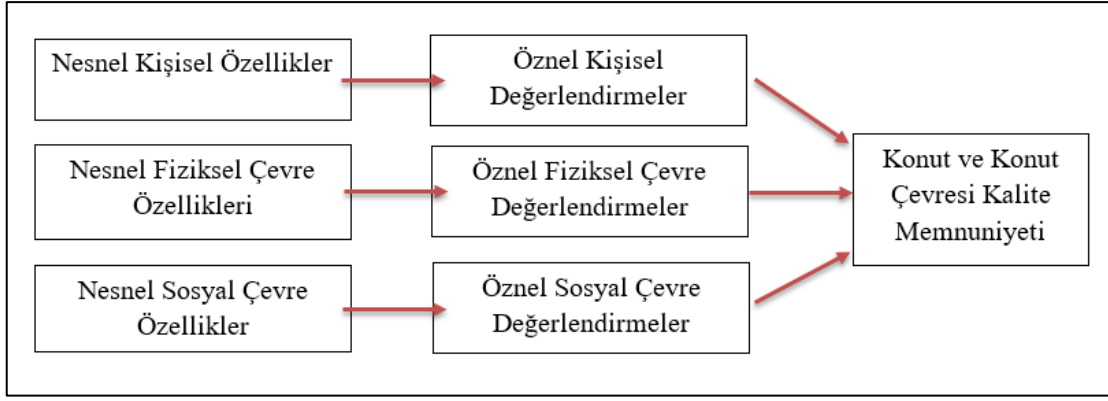 Nesnel Kişisel Özellikler
Öznel Kişisel
Değerlendirmeler
Nesnel Fiziksel Çevre
Özellikleri
Öznel Fiziksel Çevre
Değerlendirmeler
Nesnel Sosyal Çevre
Özellikler
Öznel Sosyal Çevre
Değerlendirmeler
Konut ve Konut
Çevresi Kalite
Memnuniyeti